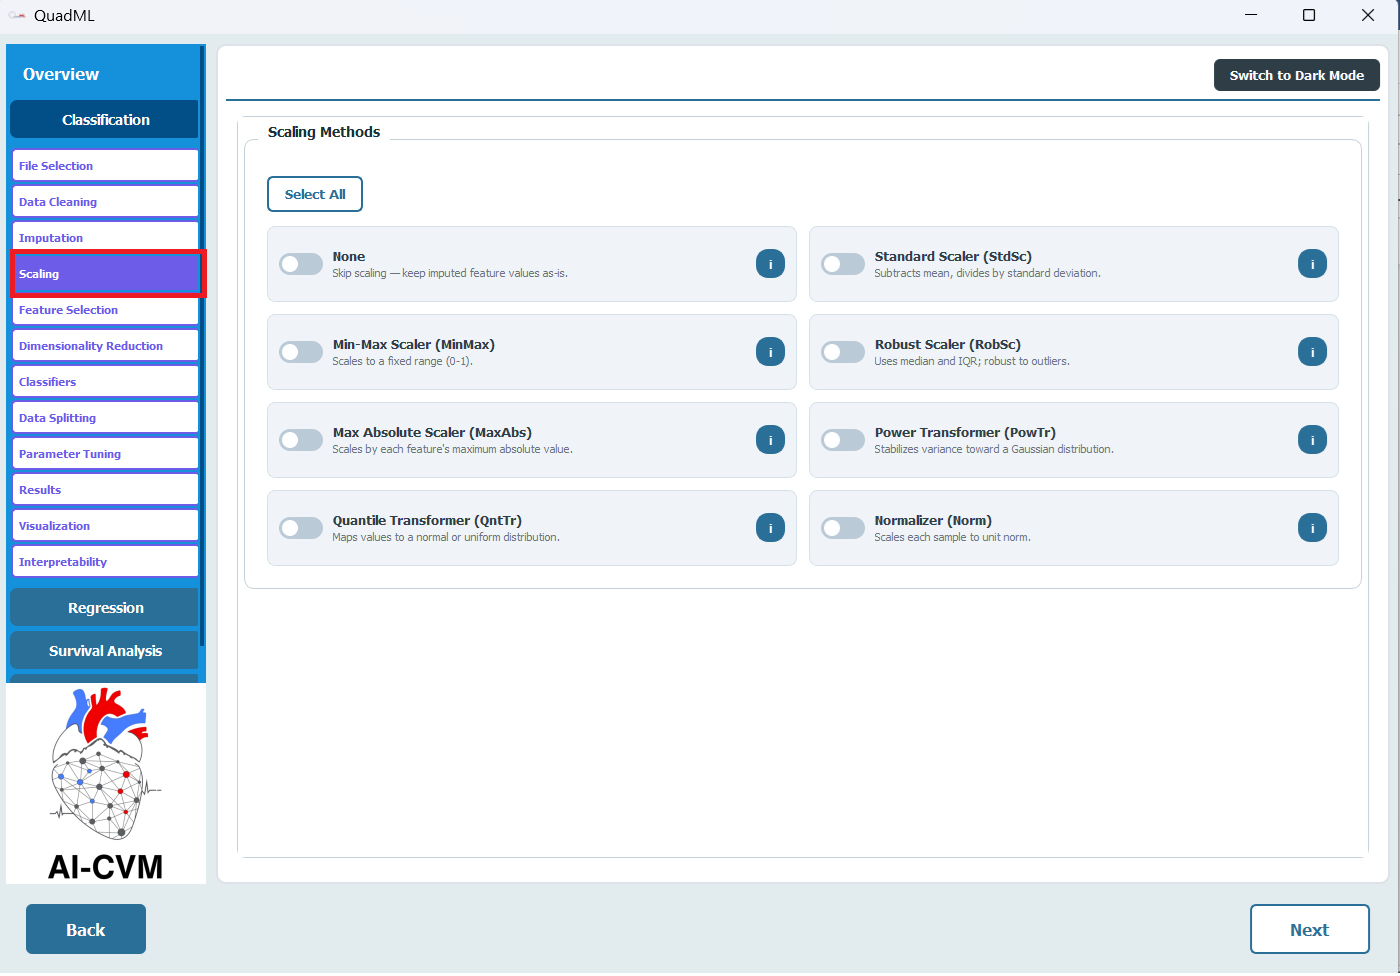 QuadML
Overview
Classification
File Selection
Data Cleaning
Imputation
Scaling
Feature Selection
Dimensionality Reduction
Classifiers
Data Splitting
Parameter Tuning
Results
Visualization
Interpretability
Regression
Survival Analysis
AI-CVM
Switch to Dark Mode
Scaling Methods
Select All
None
Skip scaling — keep imputed feature values as-is.
i
Standard Scaler (StdSc)
Subtracts mean, divides by standard deviation.
i
Min-Max Scaler (MinMax)
Scales to a fixed range (0-1).
i
Robust Scaler (RobSc)
Uses median and IQR; robust to outliers.
i
Max Absolute Scaler (MaxAbs)
Scales by each feature's maximum absolute value.
i
Power Transformer (PowTr)
Stabilizes variance toward a Gaussian distribution.
i
Quantile Transformer (QntTr)
Maps values to a normal or uniform distribution.
i
Normalizer (Norm)
Scales each sample to unit norm.
i
Back
Next